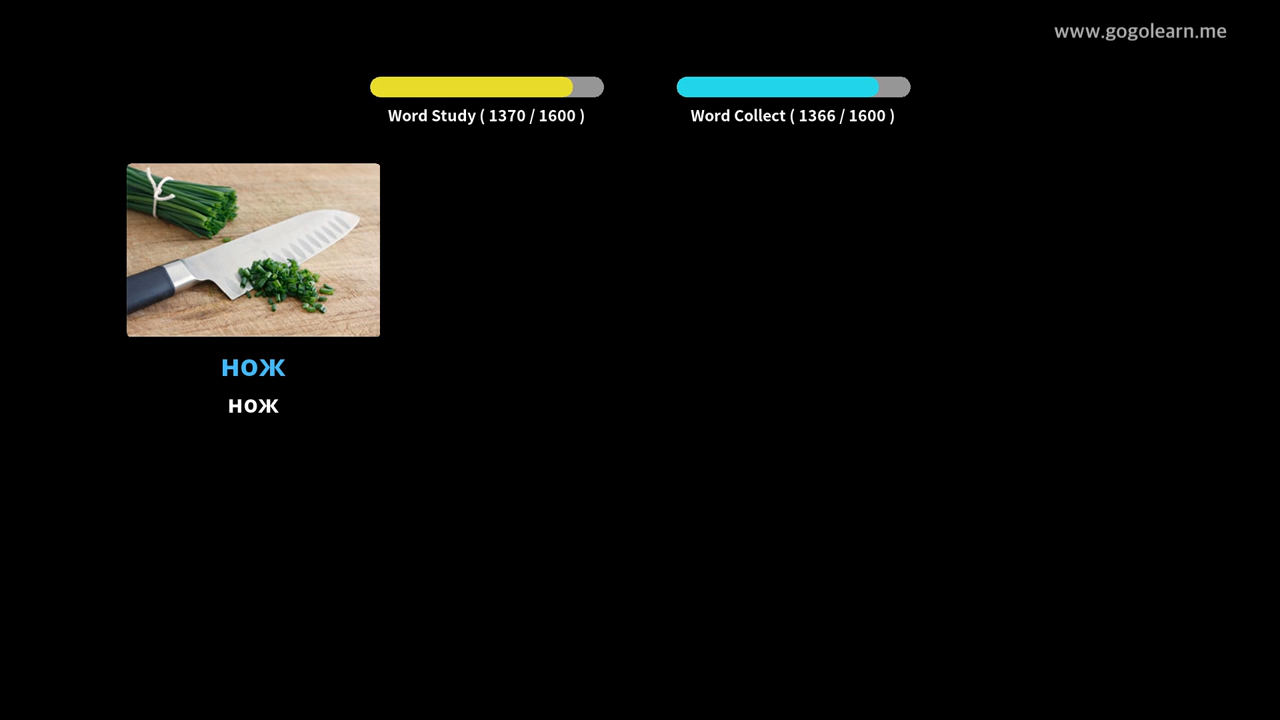 www.gogolearn.me
Word Study ( 1370 / 1600 )
Word Collect ( 1366 / 1600 )
нож
нож